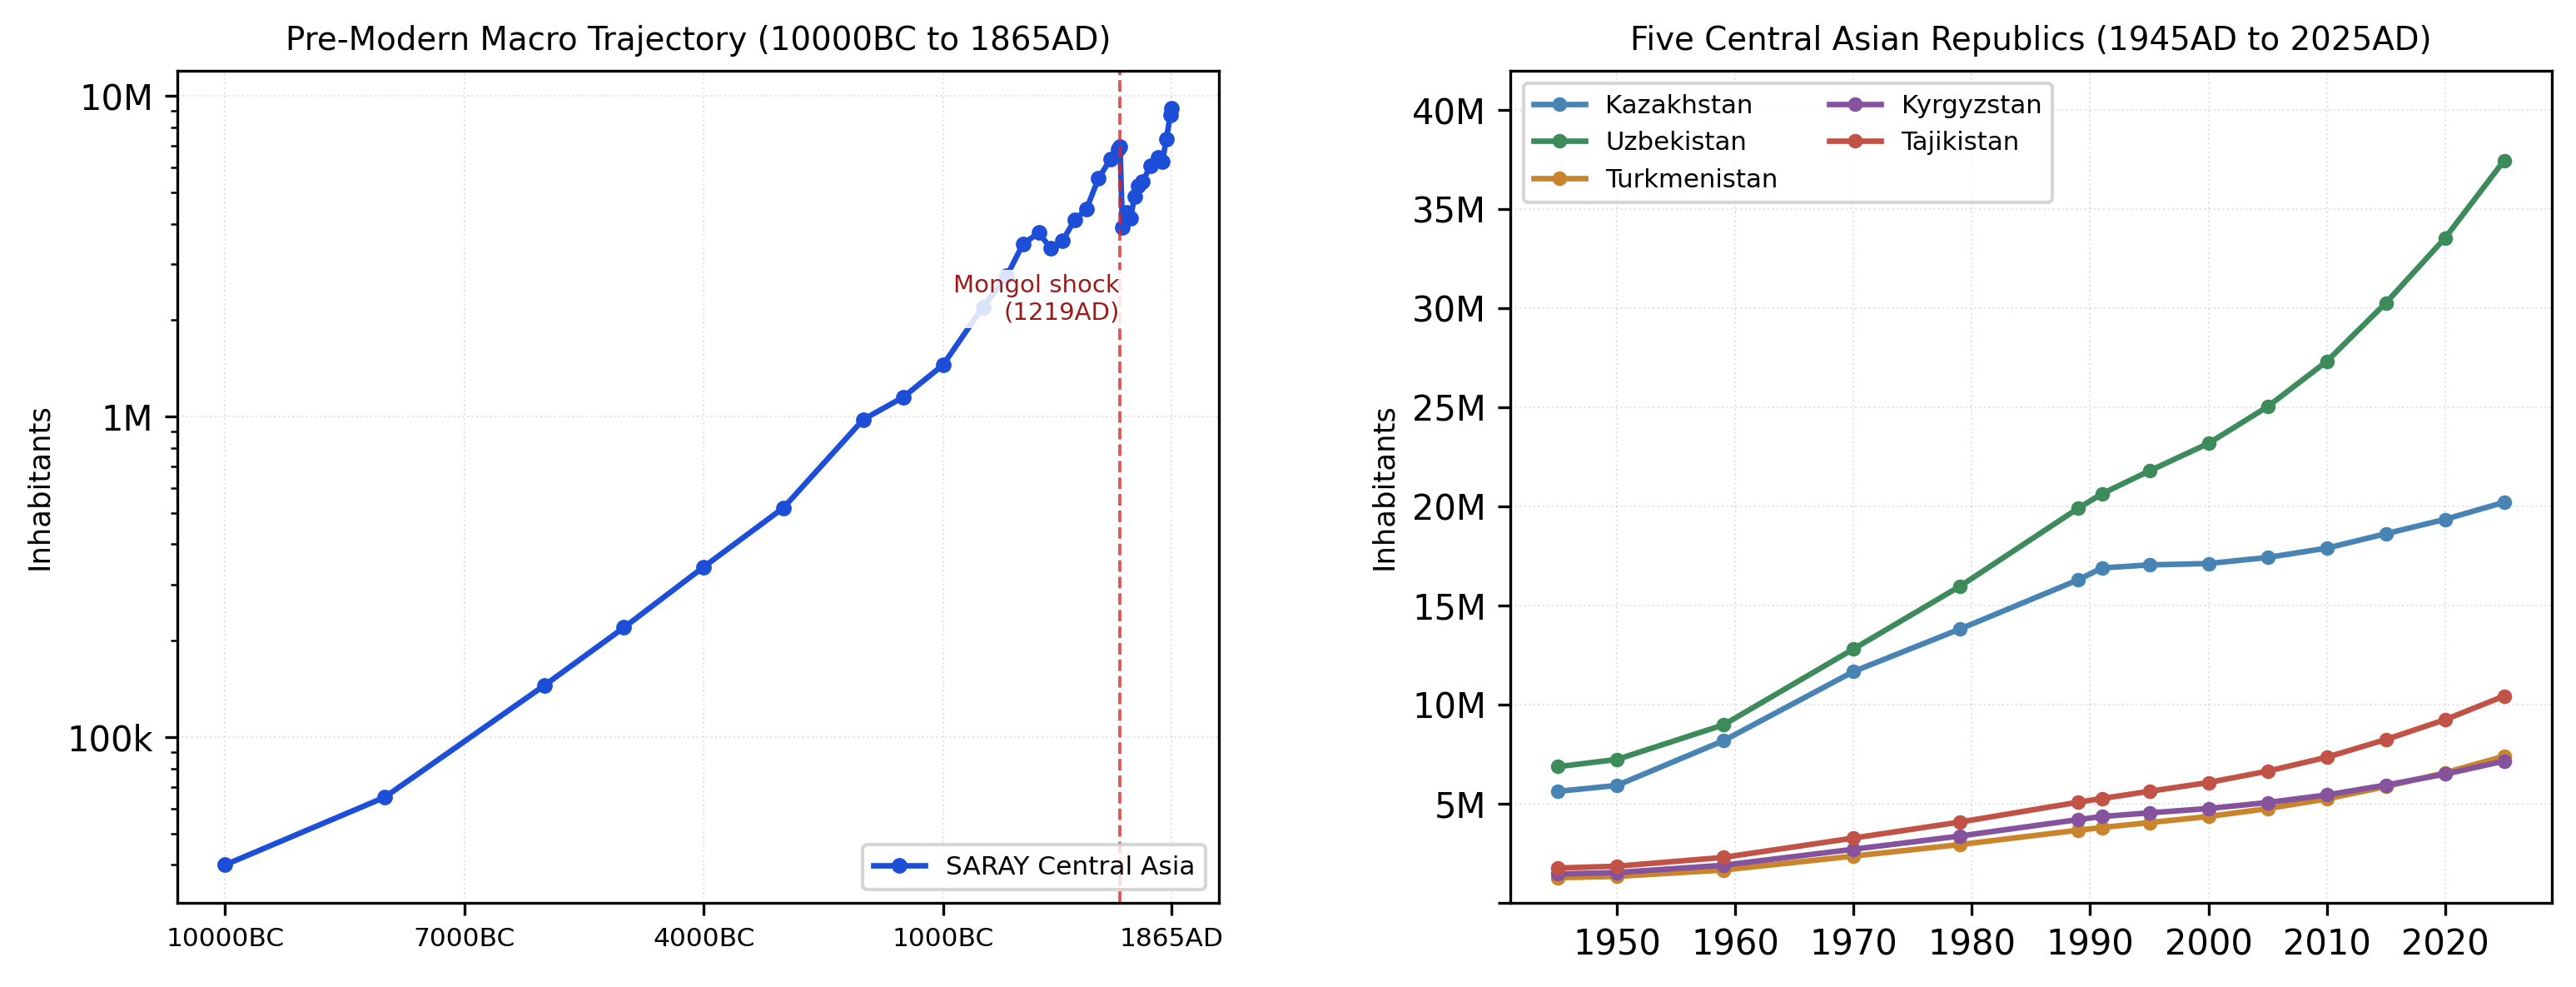 Pre-Modern Macro Trajectory (10000BC to 1865AD)
Inhabitants
10M
1M
100k
Mongol shock
(1219AD)
SARAY Central Asia
10000BC
7000BC
4000BC
1000BC
1865AD
Five Central Asian Republics (1945AD to 2025AD)
Inhabitants
40M
35M
30M
25M
20M
15M
10M
5M
Kazakhstan
Uzbekistan
Turkmenistan
Kyrgyzstan
Tajikistan
1950
1960
1970
1980
1990
2000
2010
2020